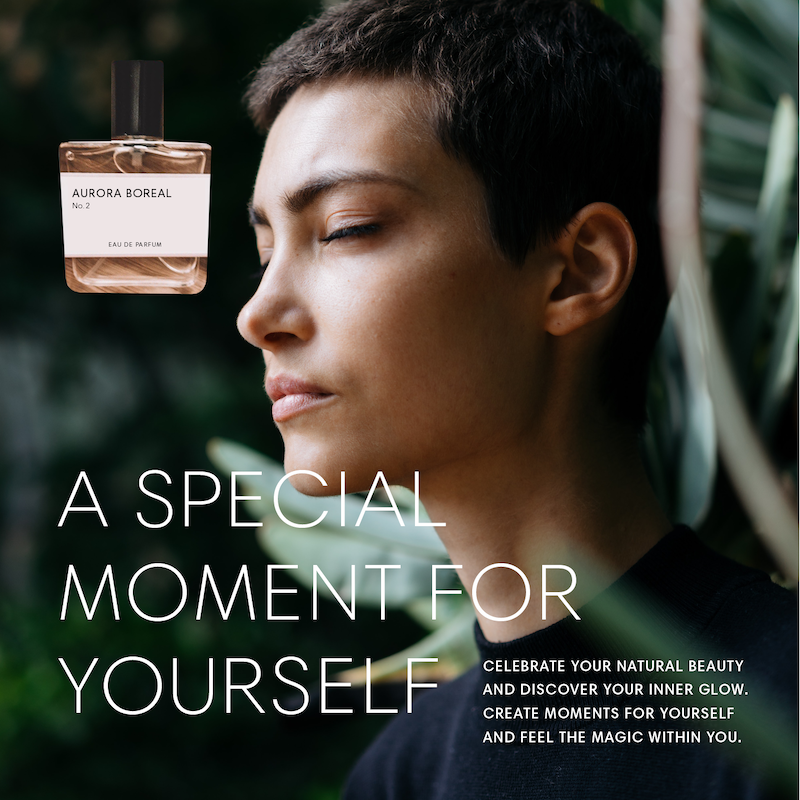 AURORA BOREAL
No.2
EAU DE PARFUM
A SPECIAL
MOMENT FOR
YOURSELF
CELEBRATE YOUR NATURAL BEAUTY
AND DISCOVER YOUR INNER GLOW.
CREATE MOMENTS FOR YOURSELF
AND FEEL THE MAGIC WITHIN YOU.